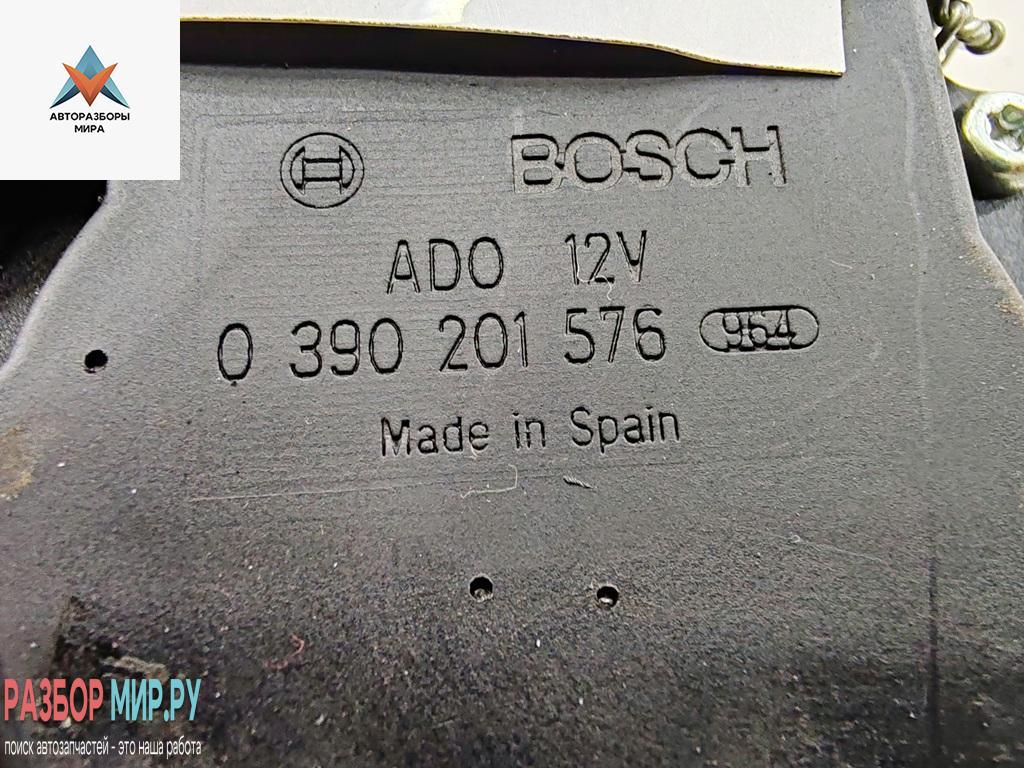 АВТОРАЗБОРЫ
МИРА
BOSCH
ADO 12V
0 390 201 576 964
Made in Spain
РАЗБОР МИР.РУ
поиск автозапчастей - это наша работа